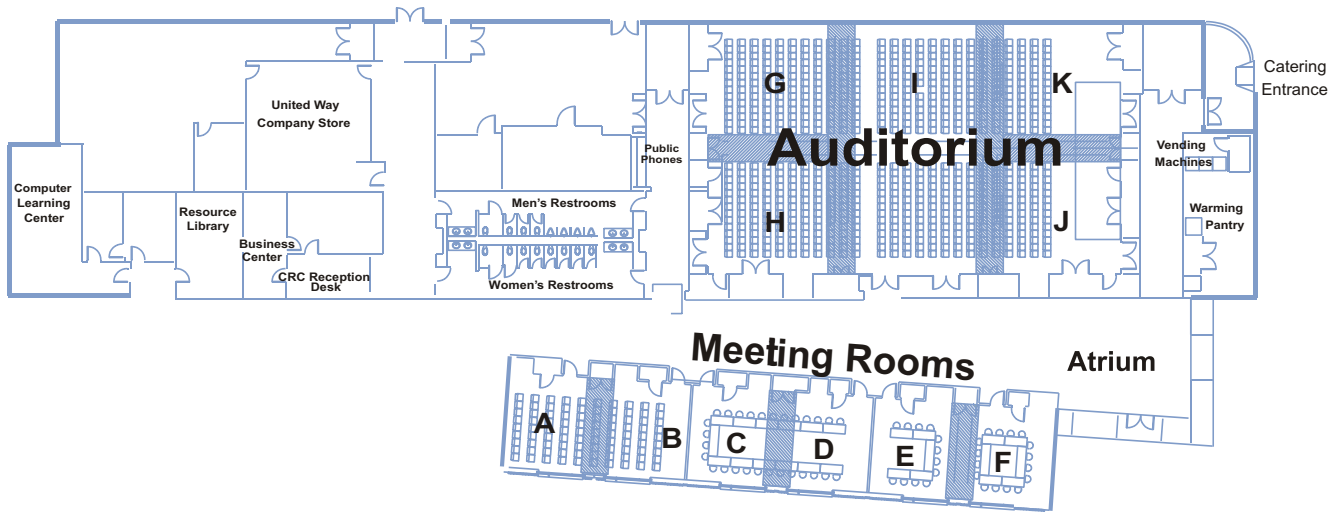 G
I
K
Catering
Entrance
United Way
Company Store
Auditorium
Public
Phones
Vending
Machines
Computer
Learning
Center
Resource
Library
Men's Restrooms
H
J
Warming
Pantry
Business
Center
CRC Reception
Desk
Women's Restrooms
Meeting Rooms
Atrium
A
B
C
D
E
F